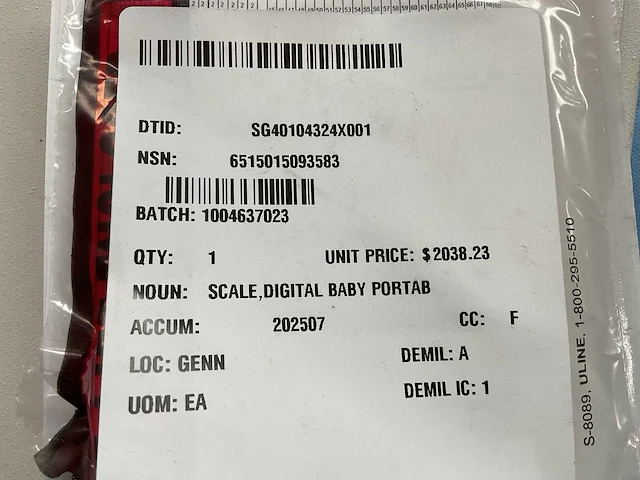 DTID: SG40104324X001
NSN: 6515015093583
BATCH: 1004637023
QTY: 1 UNIT PRICE: $2038.23
NOUN: SCALE,DIGITAL BABY PORTAB
ACCUM: 202507 CC: F
LOC: GENN DEMIL: A
UOM: EA DEMIL IC: 1
S-8089, ULINE, 1-800-295-5510